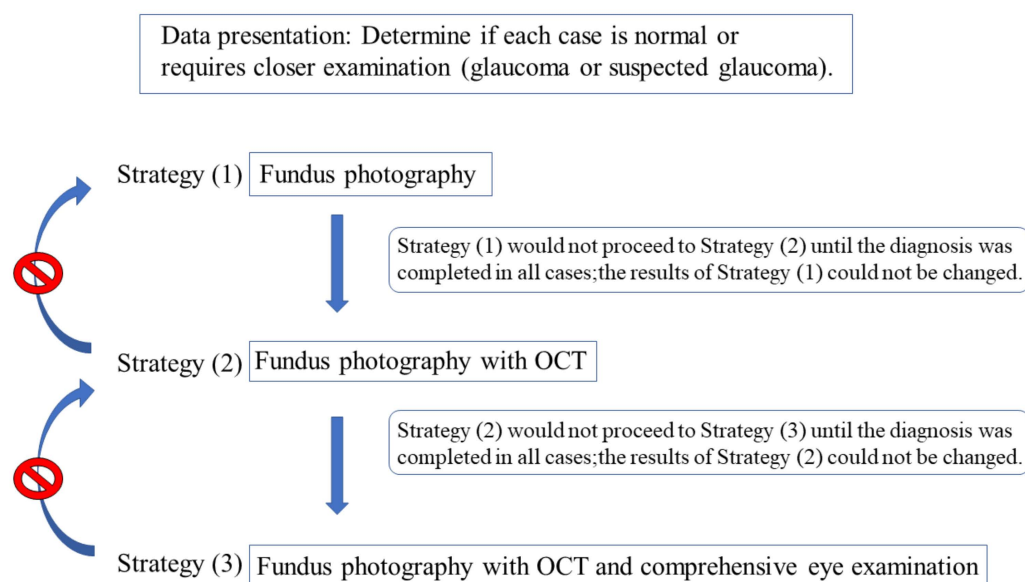 Data presentation: Determine if each case is normal or
requires closer examination (glaucoma or suspected glaucoma).
Strategy (1) Fundus photography
Strategy (1) would not proceed to Strategy (2) until the diagnosis was
completed in all cases;the results of Strategy (1) could not be changed.
Strategy (2) Fundus photography with OCT
Strategy (2) would not proceed to Strategy (3) until the diagnosis was
completed in all cases;the results of Strategy (2) could not be changed.
Strategy (3) Fundus photography with OCT and comprehensive eye examination